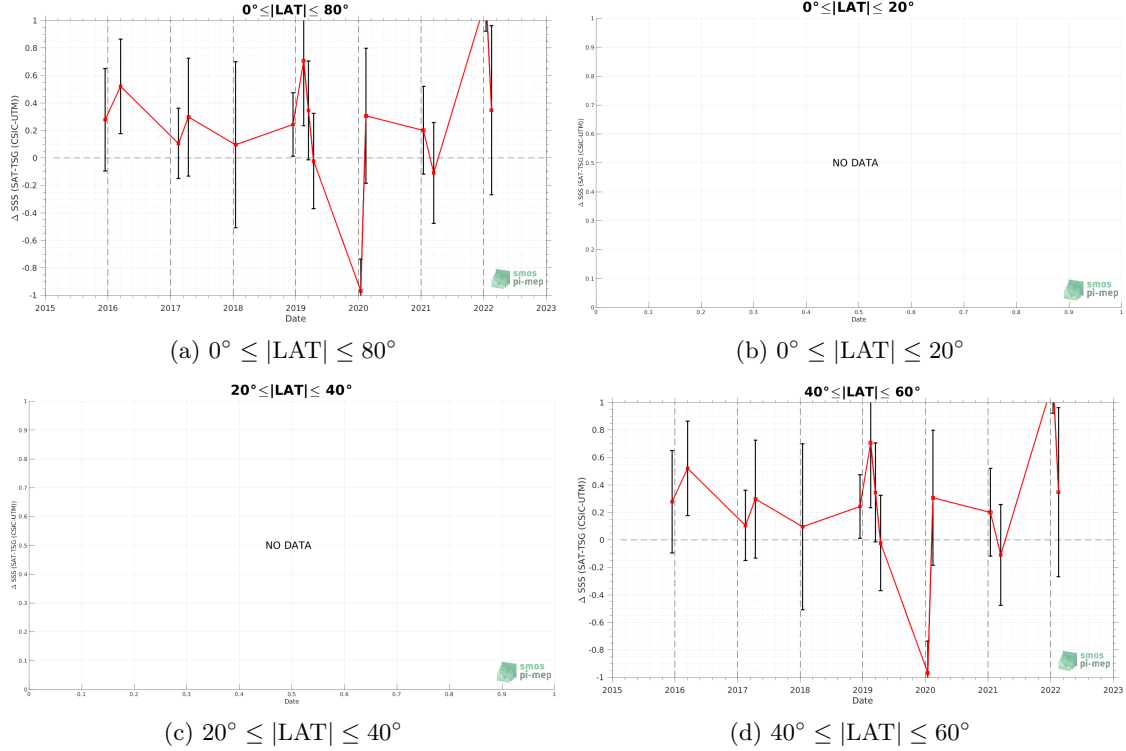 0°≤|LAT|≤ 80°
Δ SSS (SAT-TSG (CSIC-UTM))
1
0.8
0.6
0.4
0.2
0
-0.2
-0.4
-0.6
-0.8
-1
2015 2016 2017 2018 2019 2020 2021 2022 2023
Date
smos
pi-mep
(a) 0° ≤ |LAT| ≤ 80°
0°≤|LAT|≤ 20°
Δ SSS (SAT-TSG (CSIC-UTM))
1
0.9
0.8
0.7
0.6
0.5
0.4
0.3
0.2
0.1
0
NO DATA
0 0.1 0.2 0.3 0.4 0.5 0.6 0.7 0.8 0.9 1
Date
smos
pi-mep
(b) 0° ≤ |LAT| ≤ 20°
20°≤|LAT|≤ 40°
Δ SSS (SAT-TSG (CSIC-UTM))
1
0.9
0.8
0.7
0.6
0.5
0.4
0.3
0.2
0.1
0
NO DATA
0 0.1 0.2 0.3 0.4 0.5 0.6 0.7 0.8 0.9 1
Date
smos
pi-mep
(c) 20° ≤ |LAT| ≤ 40°
40°≤|LAT|≤ 60°
Δ SSS (SAT-TSG (CSIC-UTM))
1
0.8
0.6
0.4
0.2
0
-0.2
-0.4
-0.6
-0.8
-1
2015 2016 2017 2018 2019 2020 2021 2022 2023
Date
smos
pi-mep
(d) 40° ≤ |LAT| ≤ 60°